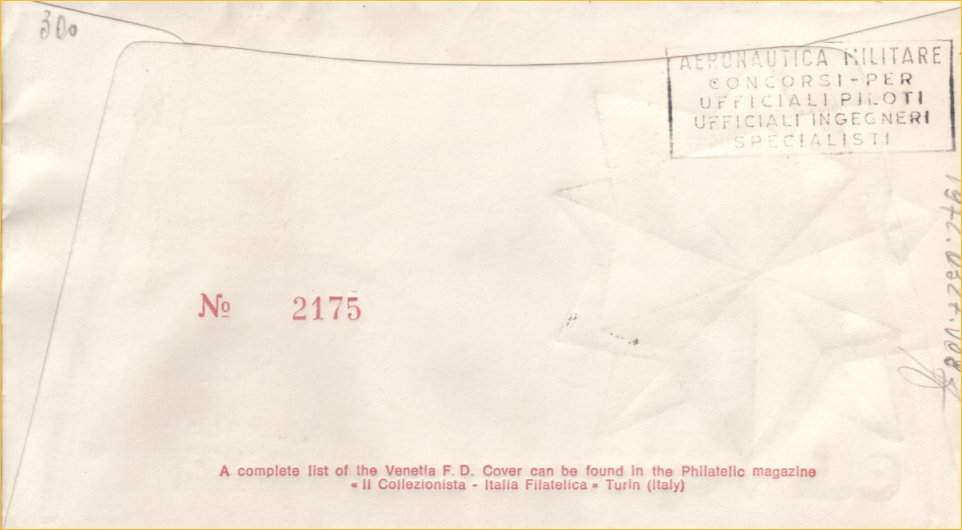 300
AERONAUTICA MILITARE
CONCORSI-PER
UFFICIALI PILOTI
UFFICIALI INGEGNERI
SPECIALISTI
№ 2175
A complete list of the Venetia F. D. Cover can be found in the Philatelic magazine
« Il Collezionista - Italia Filatelica » Turin (Italy)